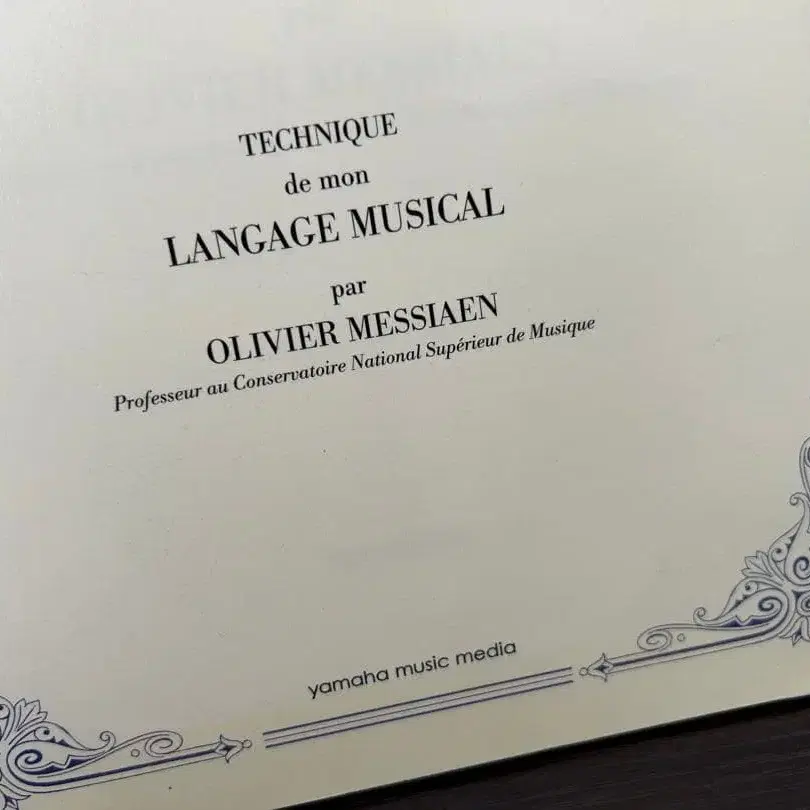 TECHNIQUE
de mon
LANGAGE MUSICAL
par
OLIVIER MESSIAEN
Professeur au Conservatoire National Supérieur de Musique
yamaha music media